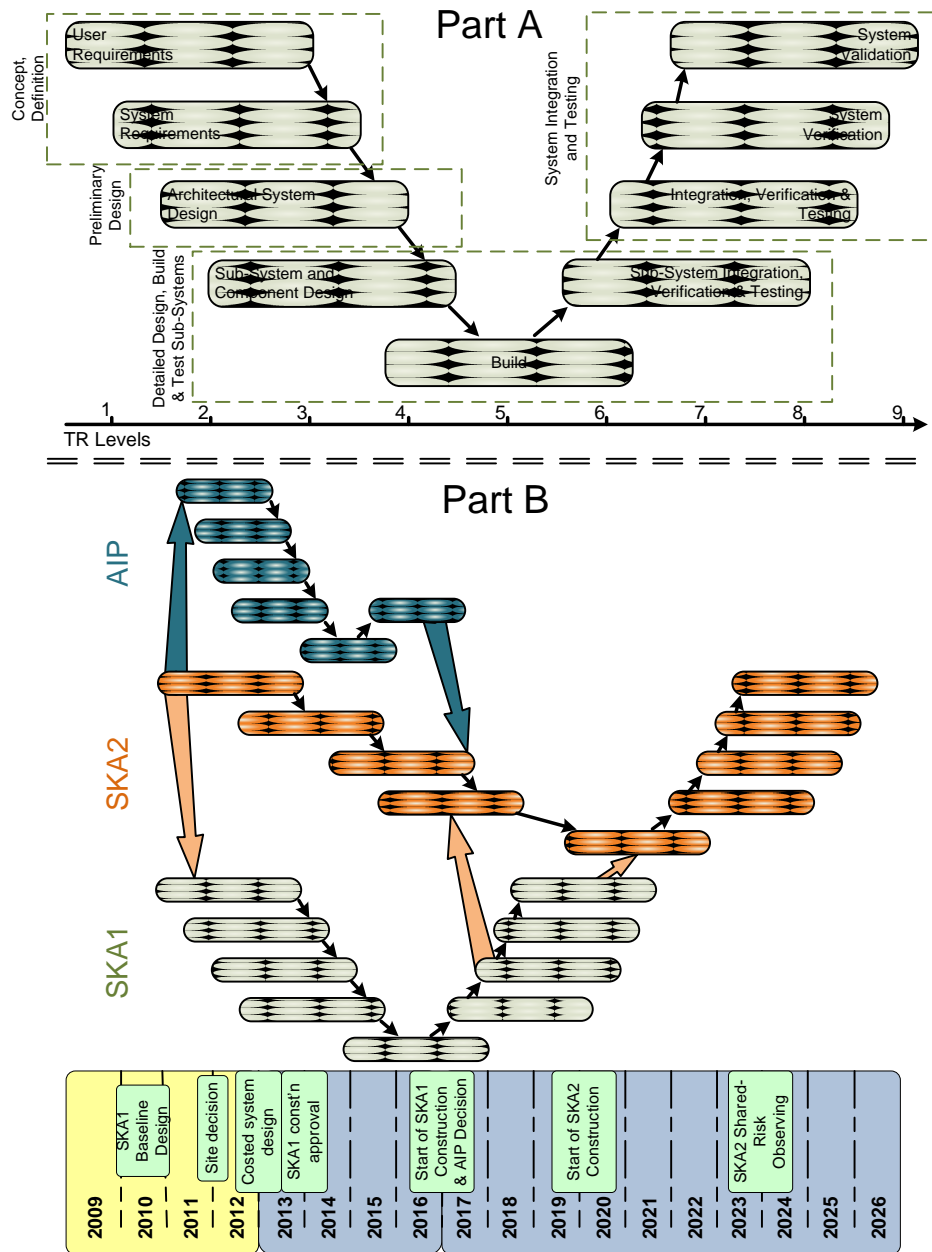 Part A
User
Requirements
System
Requirements
Concept,
Definition
Architectural System
Design
Preliminary
Design
Sub-System and
Component Design
Build
Detailed Design, Build
& Test Sub-Systems
Sub-System Integration,
Verification & Testing
Integration, Verification &
Testing
System
Verification
System
Validation
System Integration
and Testing
1 2 3 4 5 6 7 8 9
TR Levels
Part B
AIP
SKA2
SKA1
SKA1
Baseline
Design
Site decision
Costed system
design
SKA1 const'n
approval
Start of SKA1
Construction
& AIP Decision
Start of SKA2
Construction
SKA2 Shared-
Risk
Observing
2009 2010 2011 2012 2013 2014 2015 2016 2017 2018 2019 2020 2021 2022 2023 2024 2025 2026